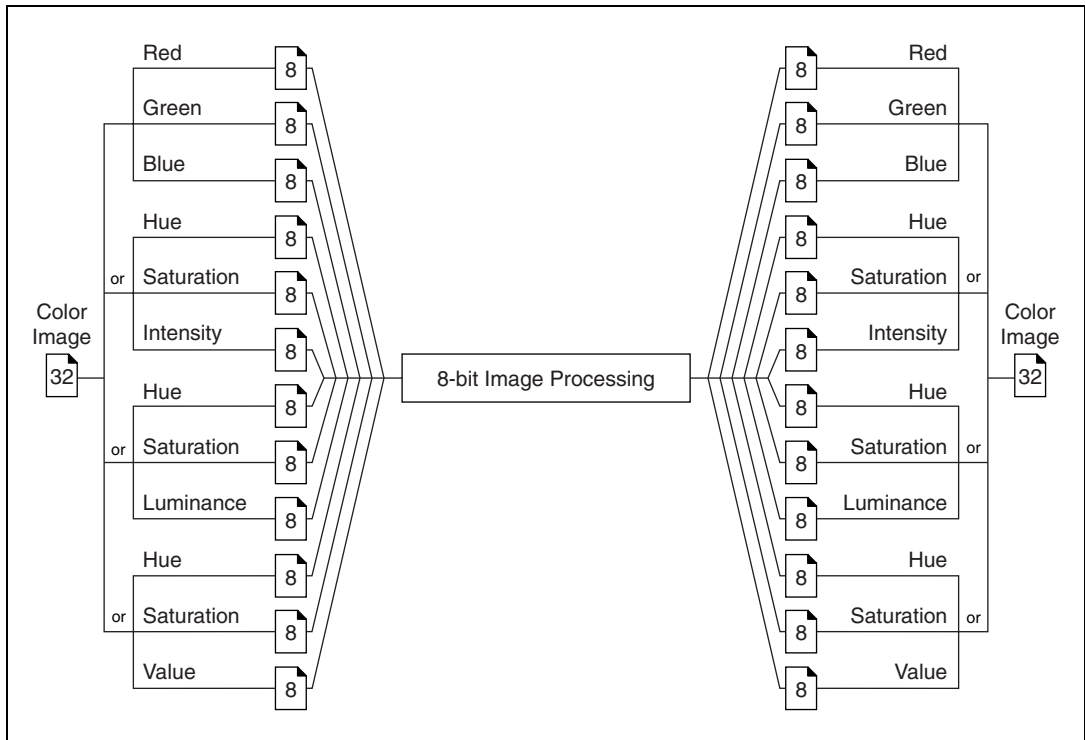 Red
8
Green
8
Blue
8
Hue
8
or
Saturation
8
Intensity
8
Color
Image
32
Hue
8
or
Saturation
8
Luminance
8
Hue
8
or
Saturation
8
Value
8
8-bit Image Processing
8
Red
8
Green
8
Blue
8
Hue
8
Saturation
or
8
Intensity
Color
Image
32
8
Hue
8
Saturation
or
8
Luminance
8
Hue
8
Saturation
or
8
Value